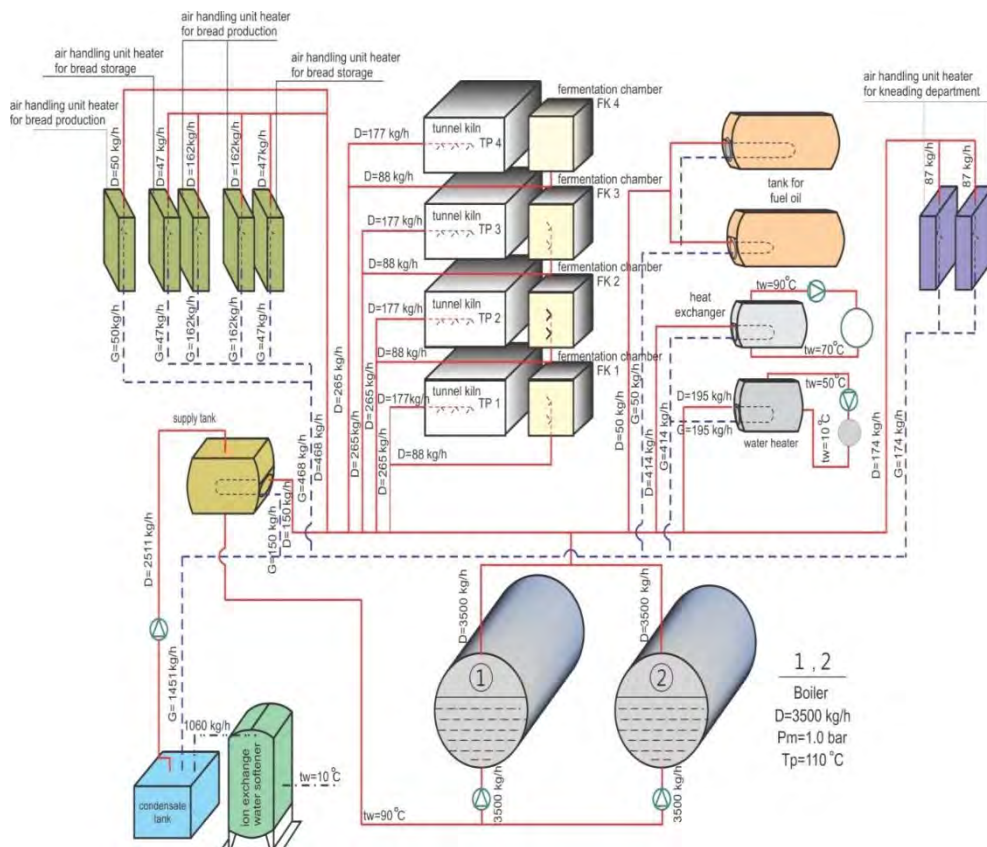 air handling unit heater
for bread production
air handling unit heater
for bread storage
air handling unit heater
for bread storage
air handling unit heater
for bread production
D=50 kg/h
D=47 kg/h
D=162kg/h
D=162kg/h
D=47kg/h
G=50kg/h
G=47kg/h
G=162kg/h
G=162kg/h
G=47kg/h
D=177 kg/h
tunnel kiln
TP 4
fermentation chamber
FK 4
D=88 kg/h
D=177 kg/h
tunnel kiln
TP 3
fermentation chamber
FK 3
D=88 kg/h
D=177 kg/h
tunnel kiln
TP 2
fermentation chamber
FK 2
D=88 kg/h
D=177kg/h
tunnel kiln
TP 1
fermentation chamber
FK 1
D=88 kg/h
tank for
fuel oil
air handling unit heater
for kneading department
87 kg/h
87 kg/h
heat
exchanger
tw=90°C
tw=70°C
D=195 kg/h
G=195 kg/h
water heater
tw=50°C
tw=10°C
G=468 kg/h
D=468 kg/h
D=265 kg/h
D=265kg/h
D=265 kg/h
D=265 kg/h
D=50 kg/h
G=50 kg/h
D=414 kg/h
G=414 kg/h
D=174 kg/h
G=174 kg/h
supply tank
G=150 kg/h
D=150 kg/h
D=2511 kg/h
G=1451kg/h
1060 kg/h
condensate
tank
ion exchange
water softener
tw=10°C
tw=90°C
D=3500 kg/h
D=3500 kg/h
1
2
3500 kg/h
3500 kg/h
1 , 2
Boiler
D=3500 kg/h
Pm=1.0 bar
Tp=110 °C